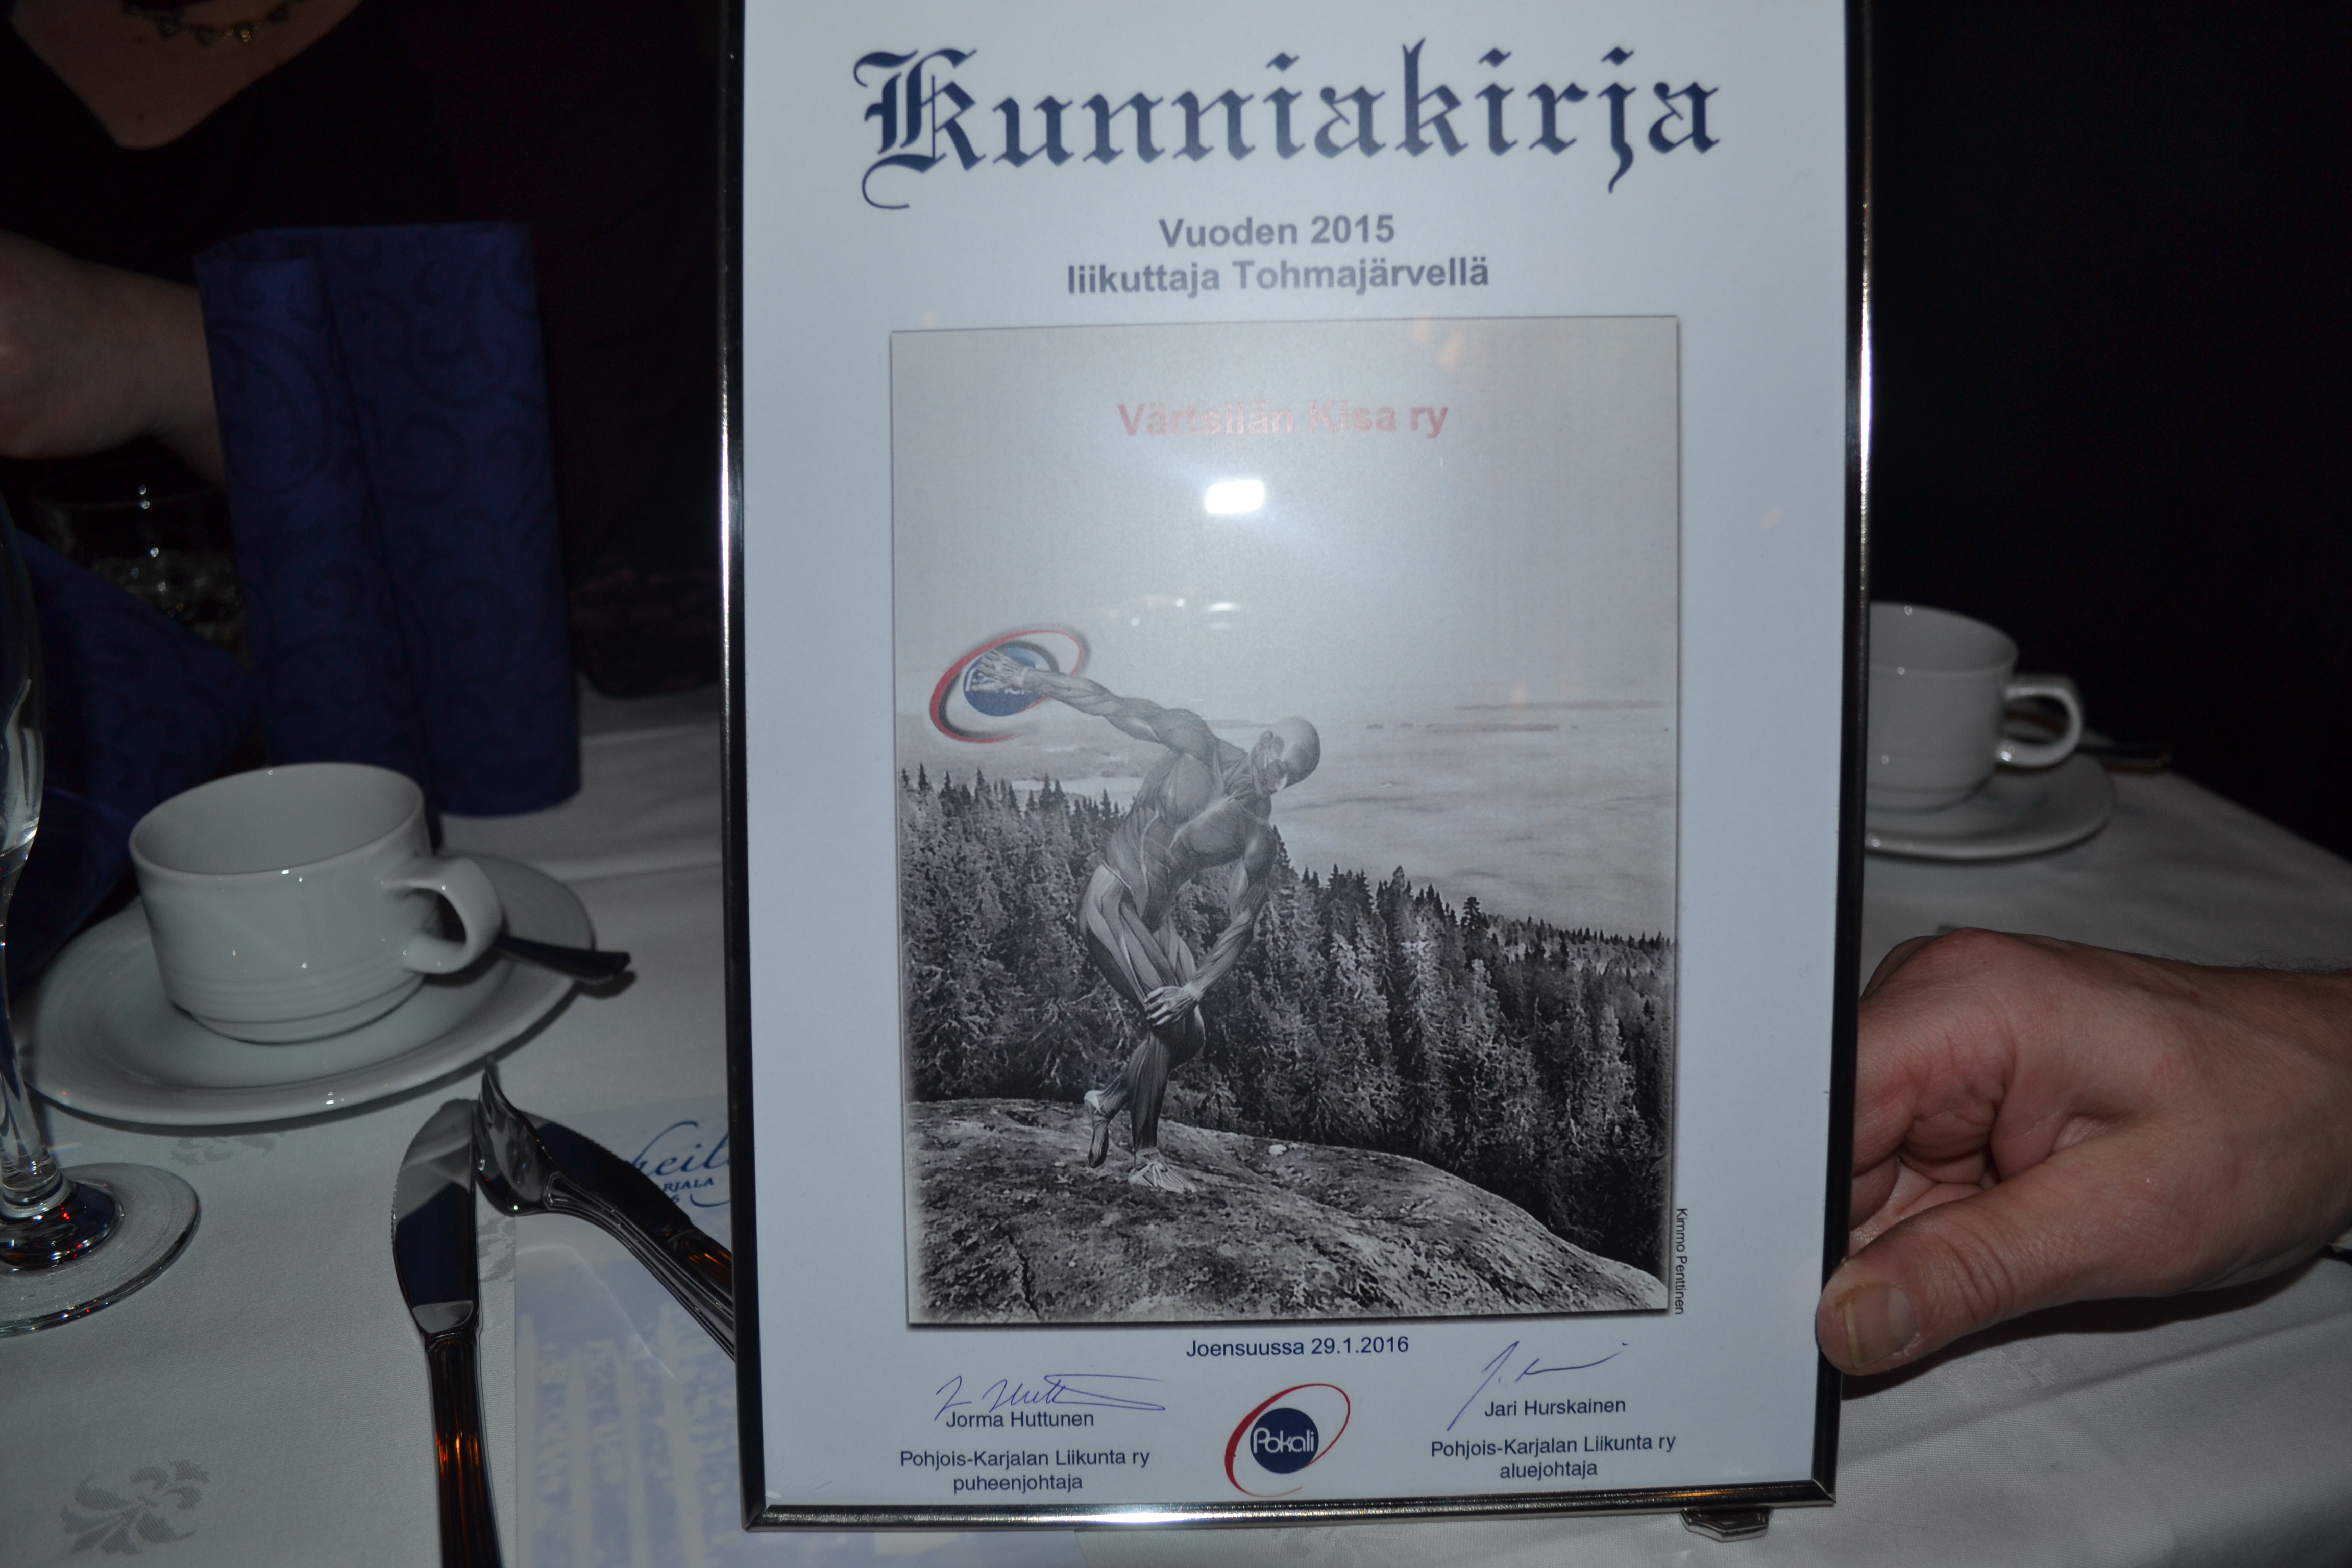 Kunniakirja
Vuoden 2015
liikuttaja Tohmajärvellä
Värtsilän Kisa ry
Kimmo Penttinen
Joensuussa 29.1.2016
Jorma Huttunen
Jari Hurskainen
Pohjois-Karjalan Liikunta ry
puheenjohtaja
Pokali
Pohjois-Karjalan Liikunta ry
aluejohtaja